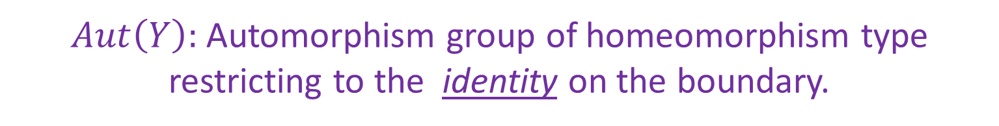 Aut(Y): Automorphism group of homeomorphism type
restricting to the identity on the boundary.